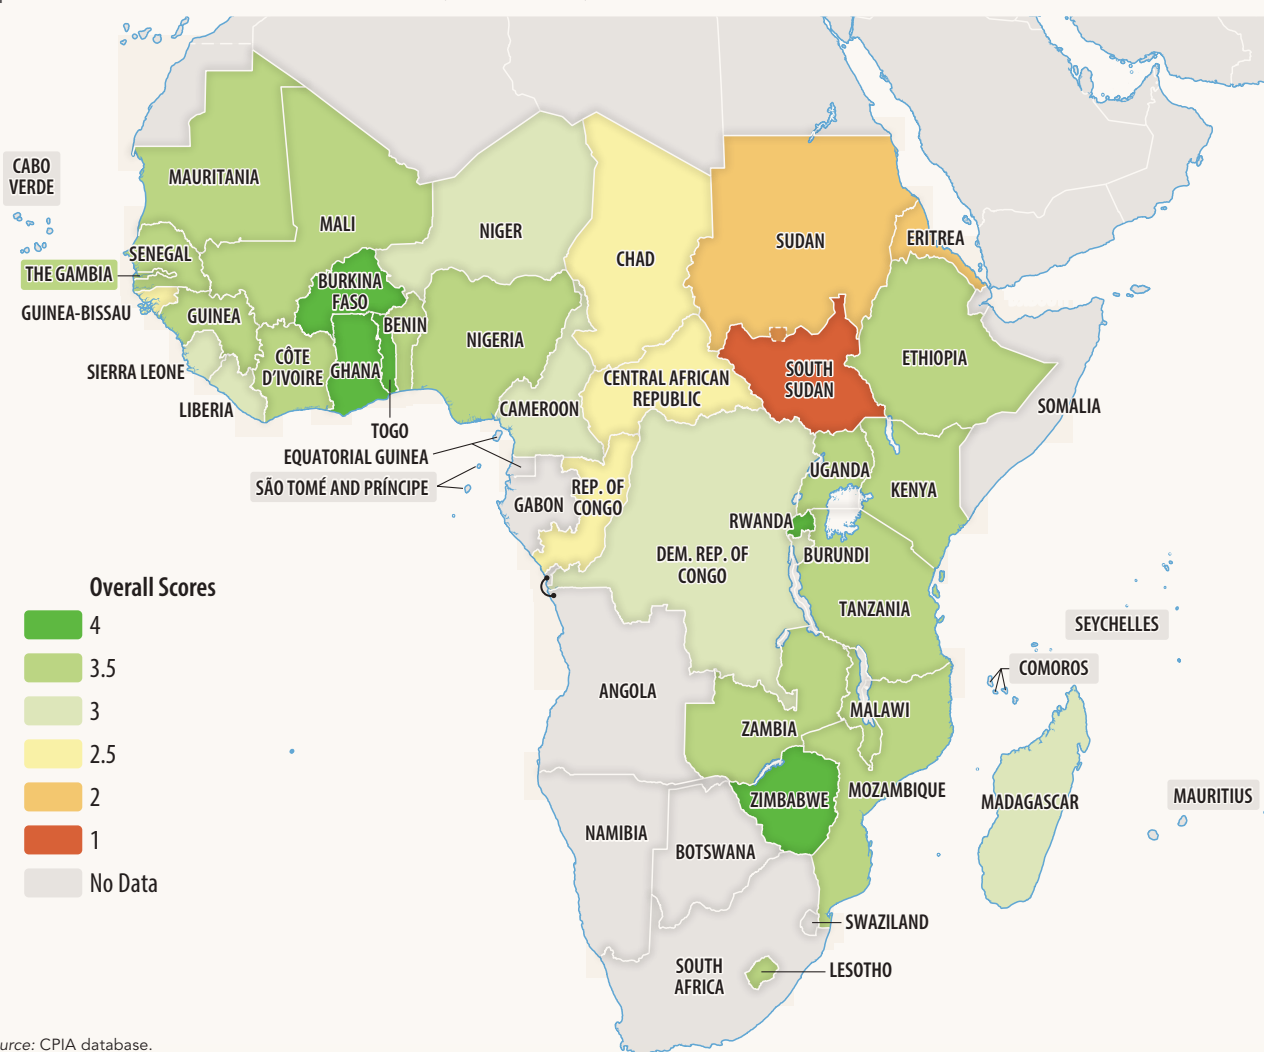 CABO
VERDE
MAURITANIA
MALI
NIGER
CHAD
SUDAN
ERITREA
SENEGAL
THE GAMBIA
GUINEA-BISSAU
GUINEA
BURKINA
FASO
BENIN
NIGERIA
SIERRA LEONE
CÔTE
D'IVOIRE
GHANA
LIBERIA
TOGO
CAMEROON
CENTRAL AFRICAN
REPUBLIC
SOUTH
SUDAN
ETHIOPIA
SOMALIA
EQUATORIAL GUINEA
SÃO TOMÉ AND PRÍNCIPE
GABON
REP. OF
CONGO
UGANDA
KENYA
RWANDA
DEM. REP. OF
CONGO
BURUNDI
TANZANIA
SEYCHELLES
COMOROS
ANGOLA
ZAMBIA
MALAWI
ZIMBABWE
MOZAMBIQUE
MADAGASCAR
MAURITIUS
NAMIBIA
BOTSWANA
SWAZILAND
SOUTH
AFRICA
LESOTHO
Overall Scores
4
3.5
3
2.5
2
1
No Data
urce: CPIA database.